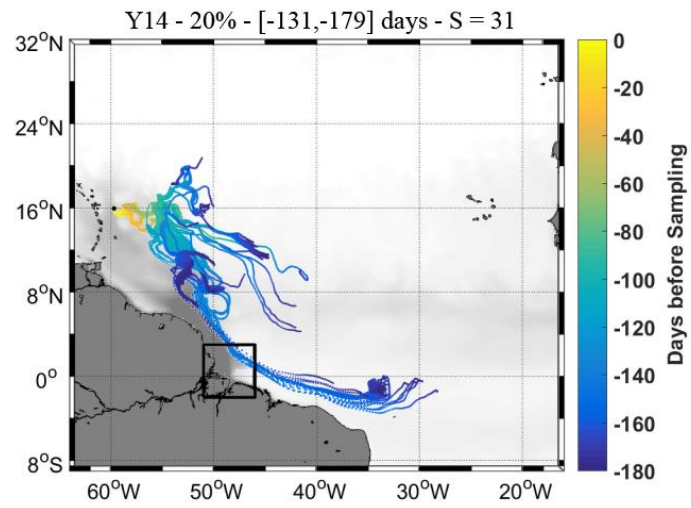 Y14 - 20% - [-131,-179] days - S = 31
32°N
24°N
16°N
8°N
0°
8°S
60°W
50°W
40°W
30°W
20°W
0
-20
-40
-60
-80
-100
-120
-140
-160
-180
Days before Sampling